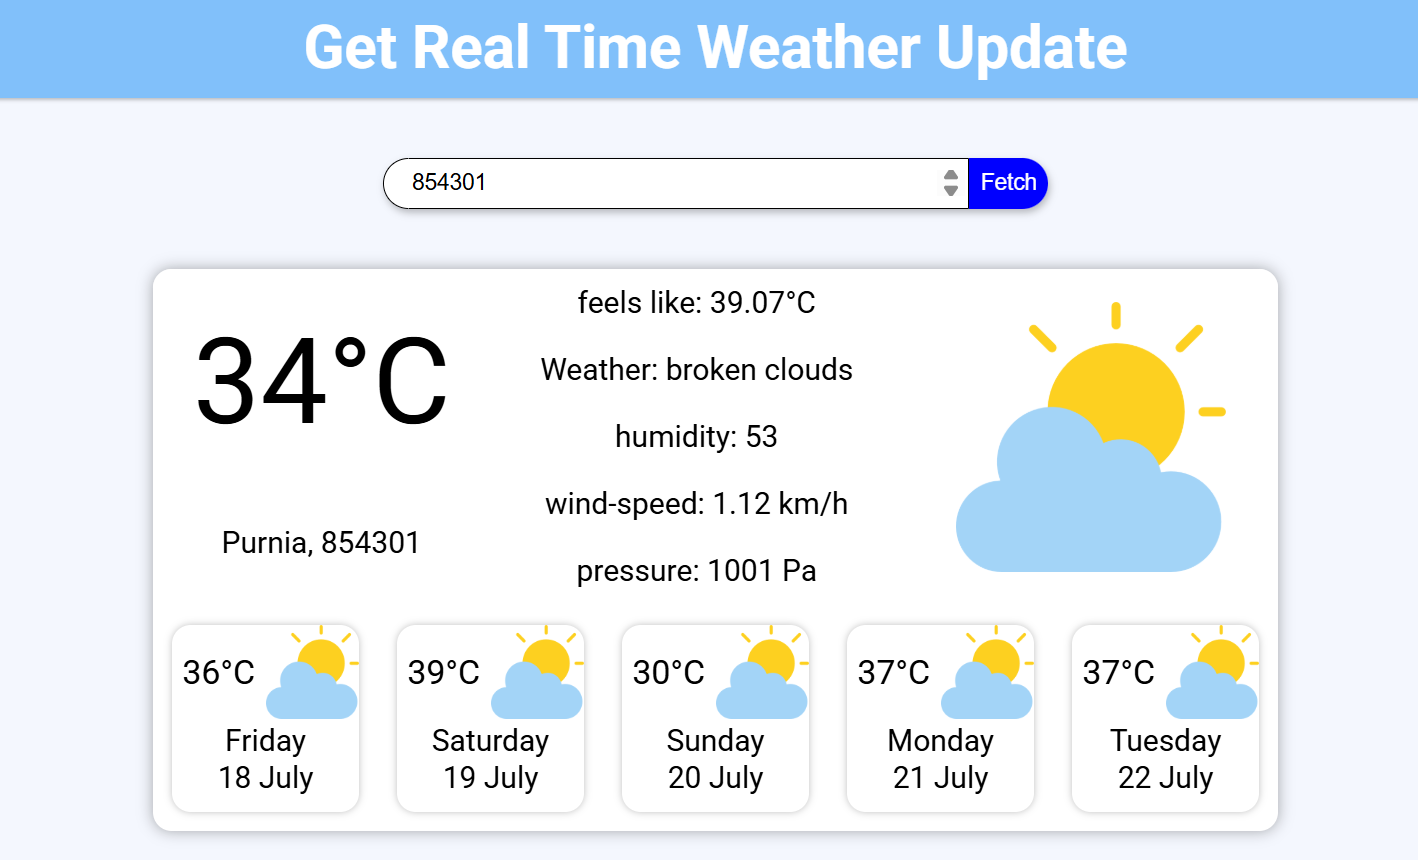 Get Real Time Weather Update
854301
Fetch
34°C
Purnia, 854301
feels like: 39.07°C
Weather: broken clouds
humidity: 53
wind-speed: 1.12 km/h
pressure: 1001 Pa
36°C
Friday
18 July
39°C
Saturday
19 July
30°C
Sunday
20 July
37°C
Monday
21 July
37°C
Tuesday
22 July